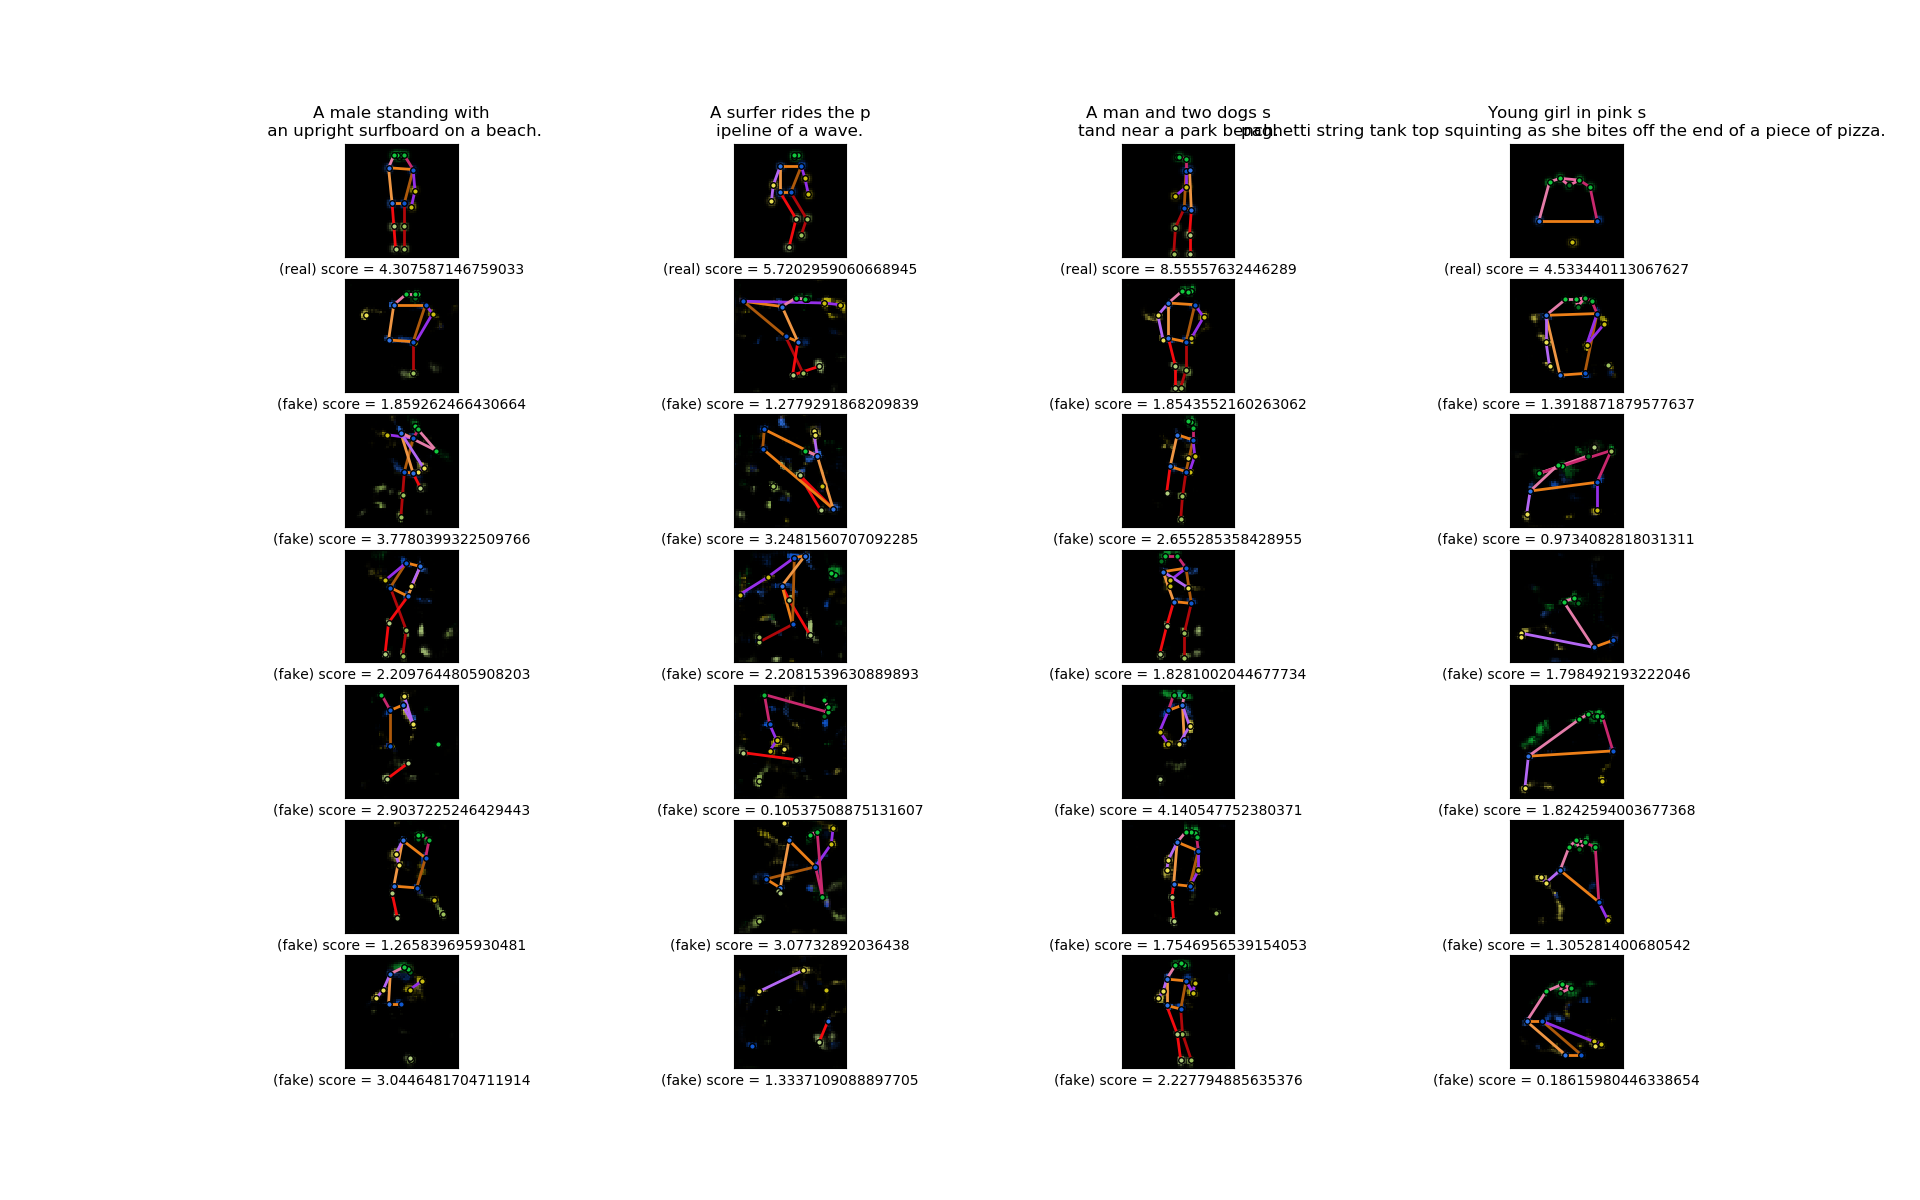 A male standing with
an upright surfboard on a beach.
A surfer rides the p
ipeline of a wave.
A man and two dogs s
tand near a park bench.
Young girl in pink s
paghetti string tank top squinting as she bites off the end of a piece of pizza.
(real) score = 4.307587146759033
(real) score = 5.7202959060668945
(real) score = 8.55557632446289
(real) score = 4.533440113067627
(fake) score = 1.859262466430664
(fake) score = 1.2779291868209839
(fake) score = 1.8543552160263062
(fake) score = 1.3918871879577637
(fake) score = 3.7780399322509766
(fake) score = 3.2481560707092285
(fake) score = 2.655285358428955
(fake) score = 0.9734082818031311
(fake) score = 2.2097644805908203
(fake) score = 2.2081539630889893
(fake) score = 1.8281002044677734
(fake) score = 1.798492193222046
(fake) score = 2.9037225246429443
(fake) score = 0.10537508875131607
(fake) score = 4.140547752380371
(fake) score = 1.8242594003677368
(fake) score = 1.265839695930481
(fake) score = 3.07732892036438
(fake) score = 1.7546956539154053
(fake) score = 1.305281400680542
(fake) score = 3.0446481704711914
(fake) score = 1.3337109088897705
(fake) score = 2.227794885635376
(fake) score = 0.18615980446338654